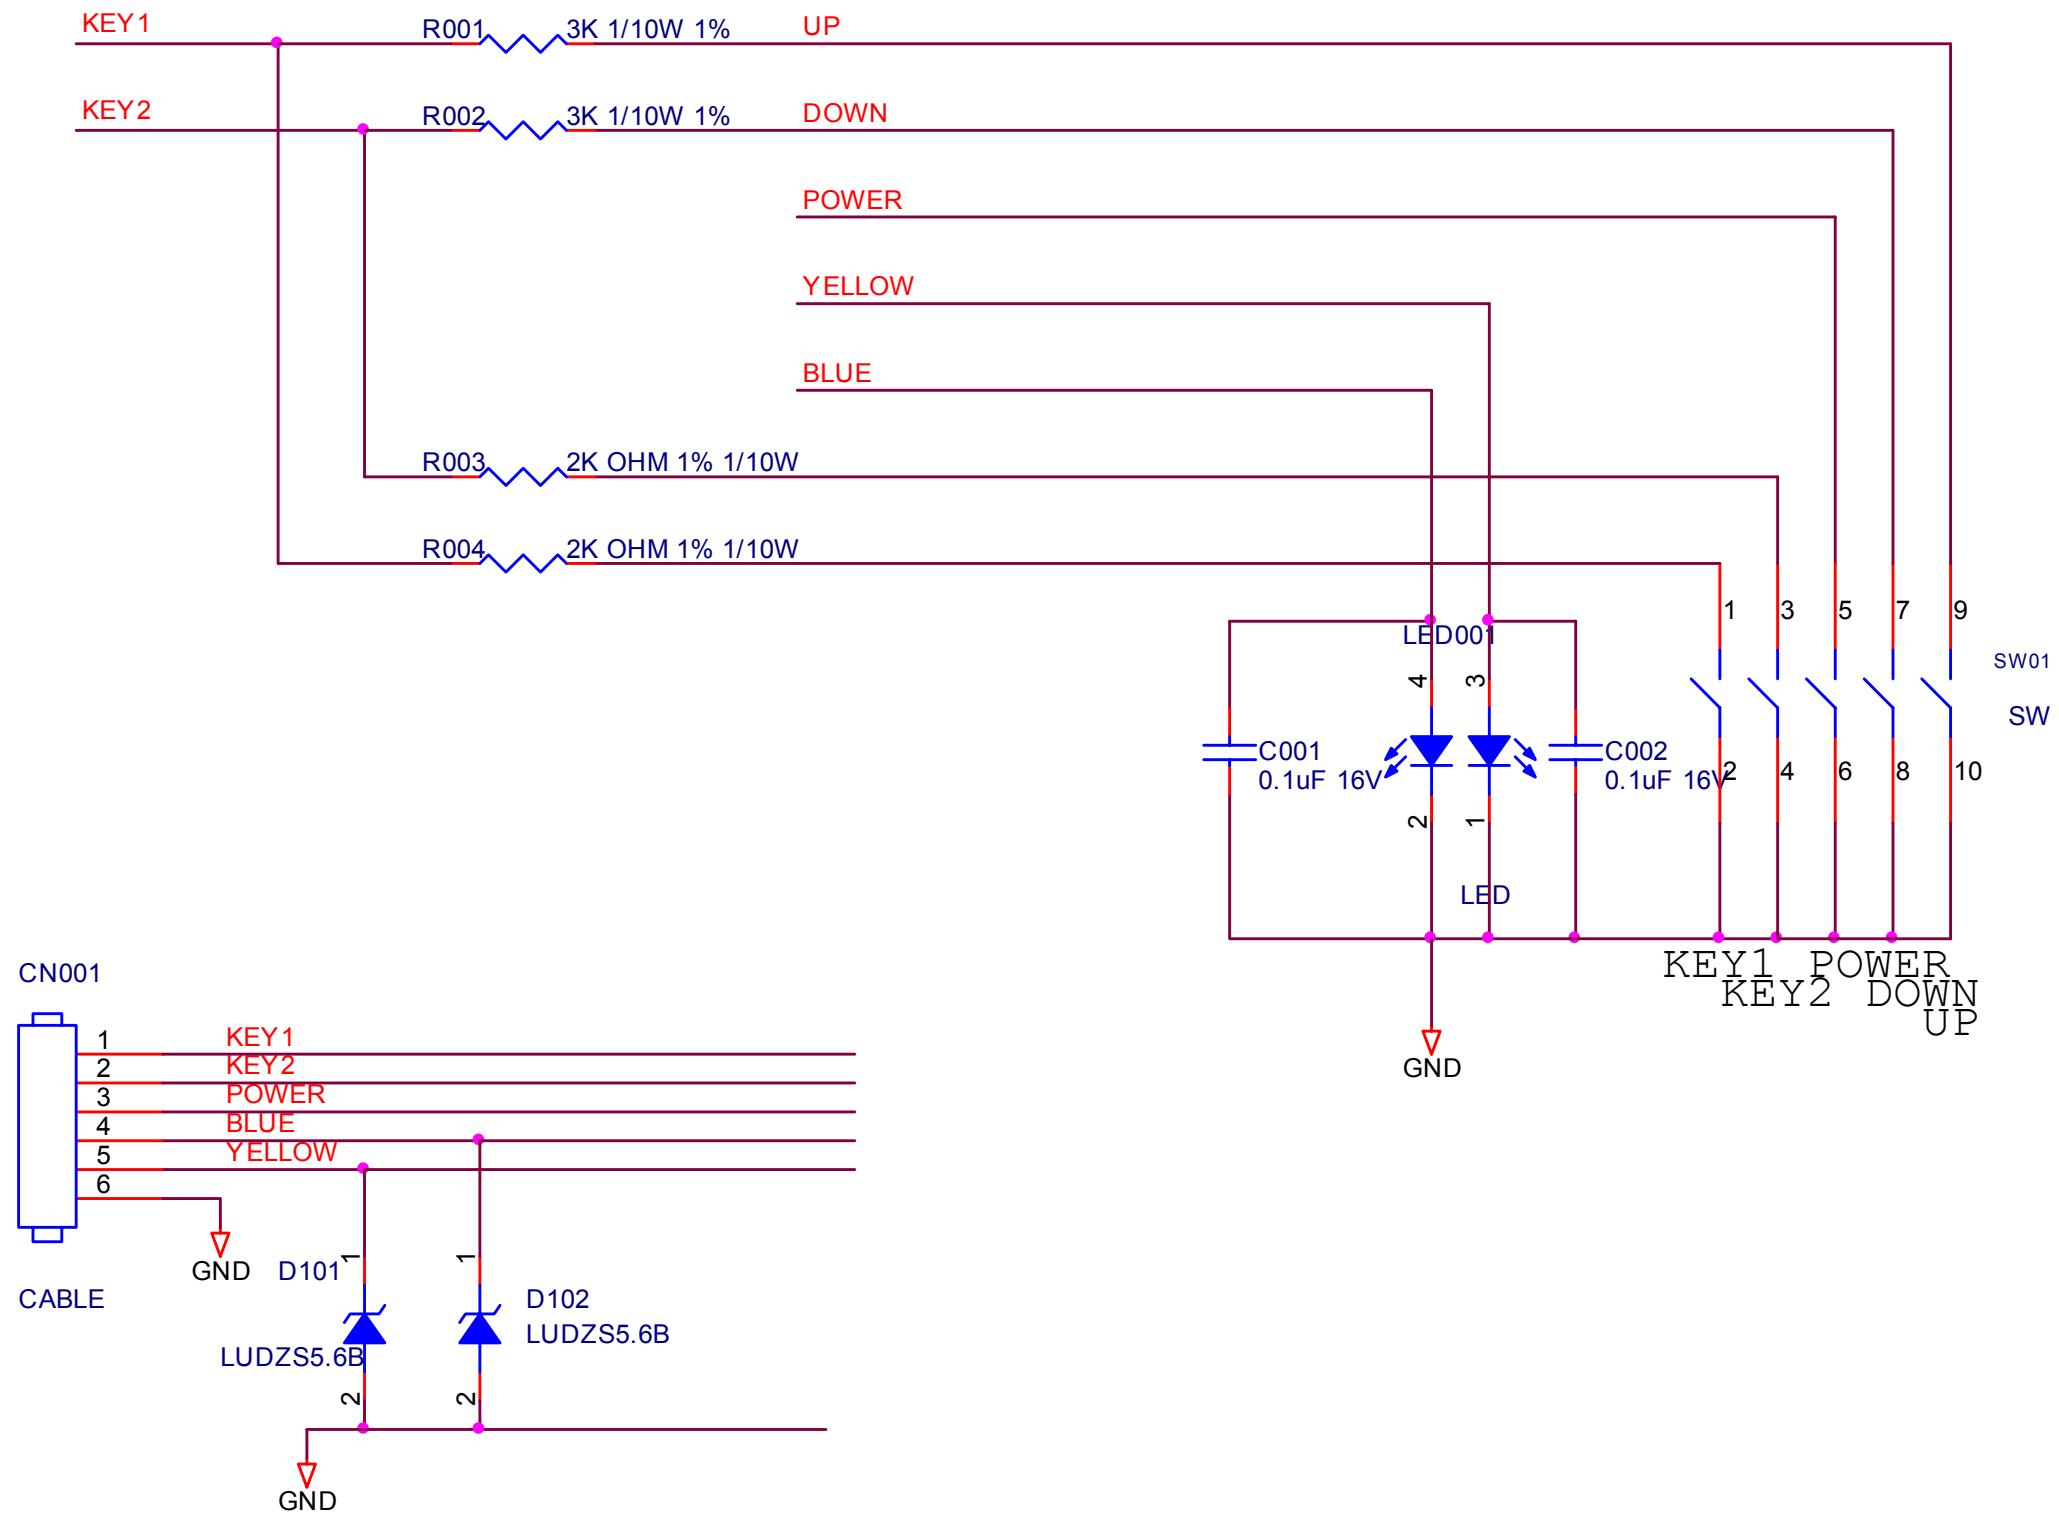 KEY1
R001 3K 1/10W 1% UP
KEY2
R002 3K 1/10W 1% DOWN
POWER
YELLOW
BLUE
R003 2K OHM 1% 1/10W
R004 2K OHM 1% 1/10W
1 3 5 7 9
LED001
SW01
4 3
SW
C001
0.1uF 16V
C002
0.1uF 16V
2 4 6 8 10
2 1
LED
KEY1 POWER
KEY2 DOWN
UP
GND
CN001
1 KEY1
2 KEY2
3 POWER
4 BLUE
5 YELLOW
6
GND
CABLE
D101
1 1
D102
LUDZS5.6B
LUDZS5.6B
2 2
GND